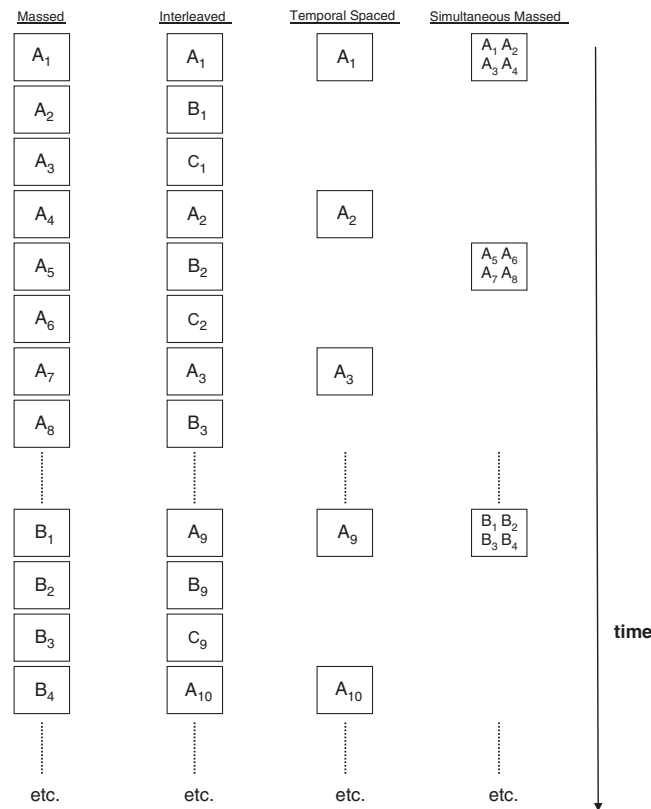 Massed Interleaved Temporal Spaced Simultaneous Massed
A₁ A₁ A₁ A₁ A₂
A₃ A₄
A₂ B₁
A₃ C₁
A₄ A₂ A₂
A₅ B₂ A₅ A₆
A₇ A₈
A₆ C₂
A₇ A₃ A₃
A₈ B₃
B₁ A₉ A₉ B₁ B₂
B₃ B₄
B₂ B₉
B₃ C₉
time
B₄ A₁₀ A₁₀
etc. etc. etc. etc.